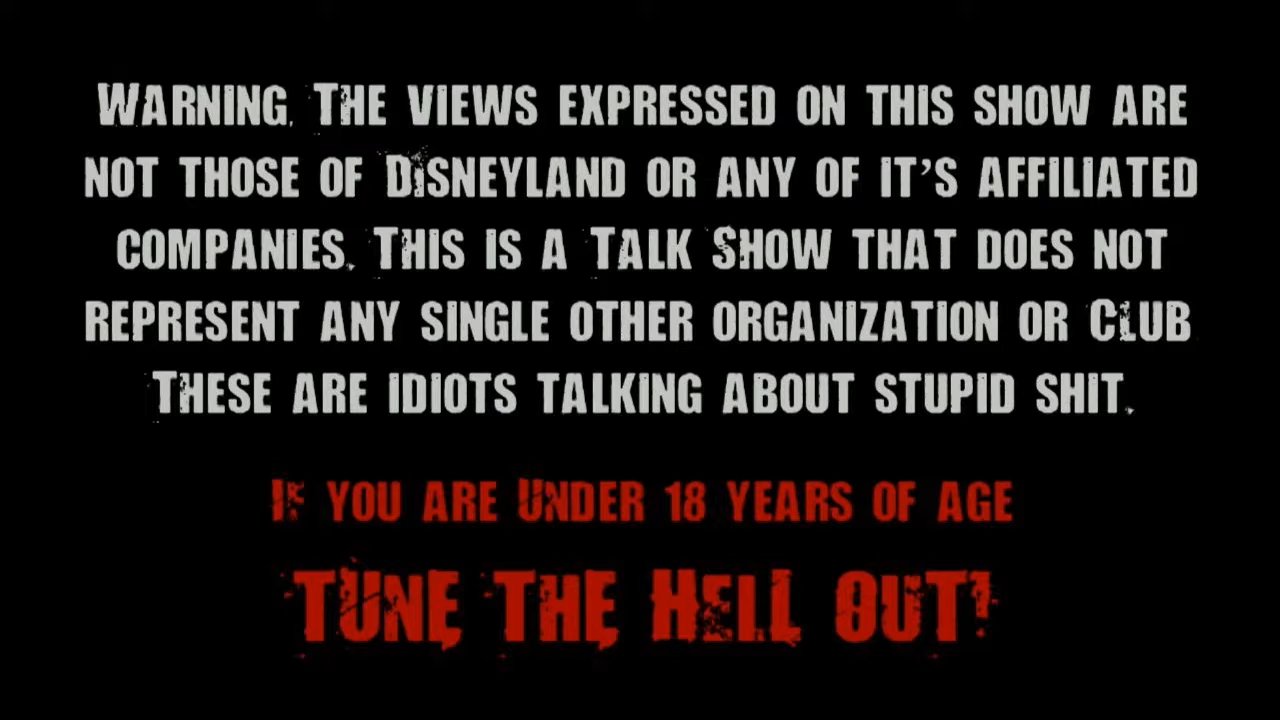 Warning. The views expressed on this show are
not those of Disneyland or any of it's affiliated
companies. This is a Talk Show that does not
represent any single other organization or Club
These are idiots talking about stupid shit.
If you are Under 18 years of age
Tune The Hell Out!